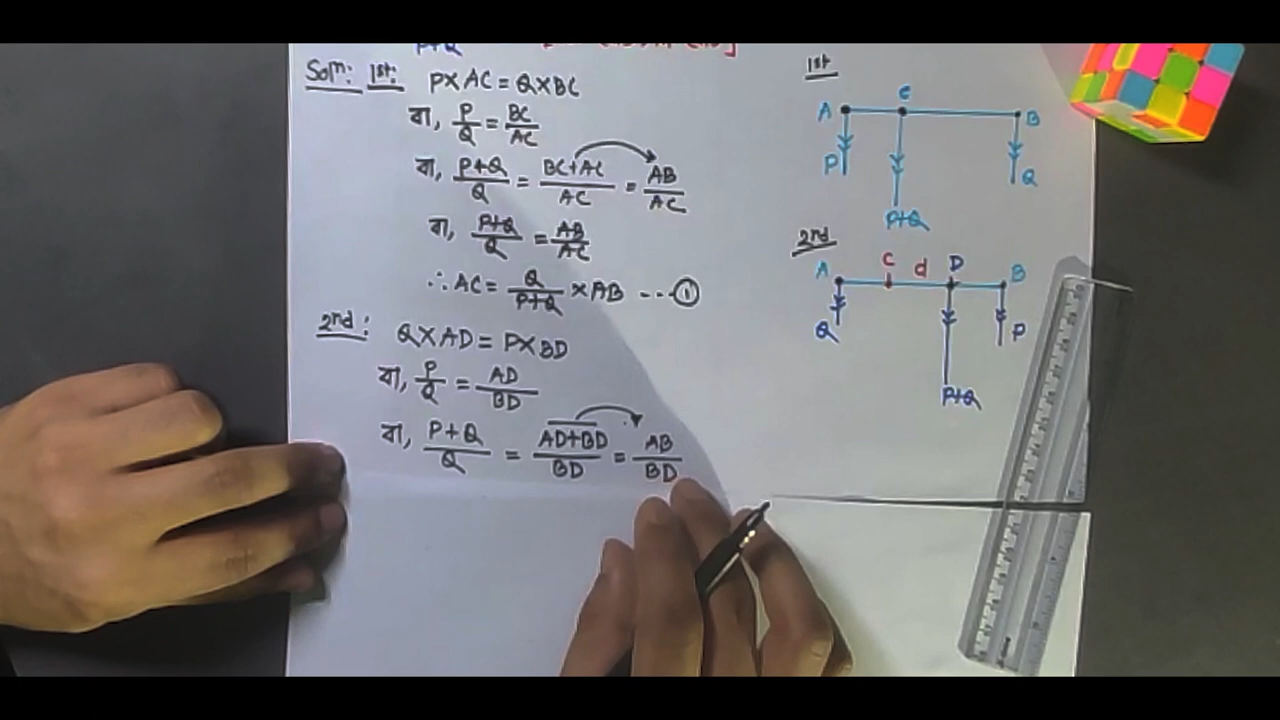 P+Q
Solⁿ: 1st: P×AC = Q×BC
বা, P/Q = BC/AC
বা, P+Q/Q = BC+AC/AC = AB/AC
বা, P+Q/Q = AB/AC
∴ AC = Q/P+Q × AB ---- ①
2nd: Q×AD = P×BD
বা, P/Q = AD/BD
বা, P+Q/Q = AD+BD/BD = AB/BD
1st
A C B
P Q
P+Q
2nd
A C d D B
Q P
P+Q